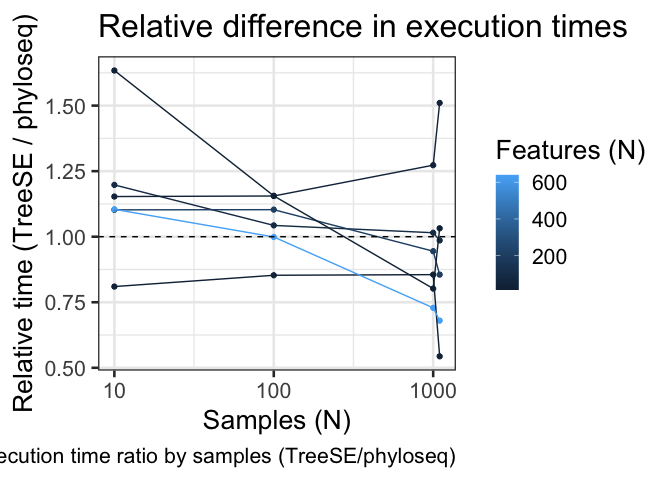 Relative difference in execution times
Relative time (TreeSE / phyloseq)
1.50
1.25
1.00
0.75
0.50
10 100 1000
Samples (N)
Features (N)
600
400
200
time ratio by samples (TreeSE/phyloseq)